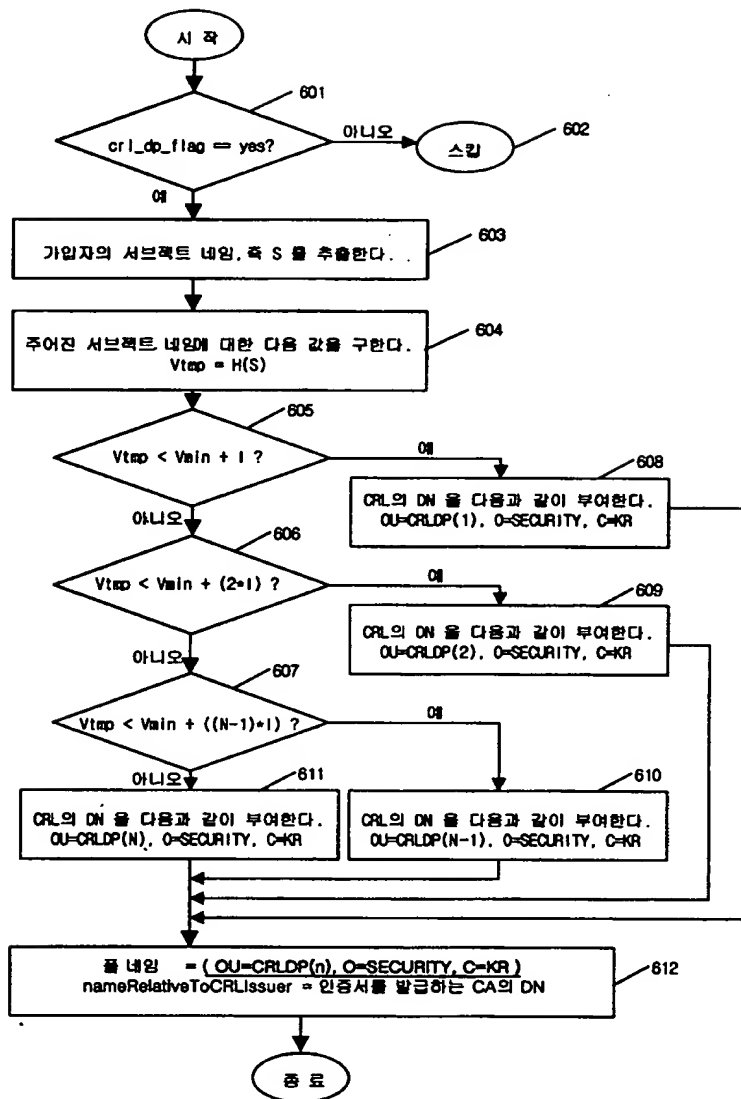 시 작
601
crl_dp_flag == yes?
아니오
스킵
602
예
가입자의 서브젝트 네임, 즉 S 를 추출한다.
603
주어진 서브젝트 네임에 대한 다음 값을 구한다.
Vtmp = H(S)
604
605
Vtmp < Vmin + I ?
예
608
CRL의 DN 을 다음과 같이 부여한다.
OU=CRLDP(1), O=SECURITY, C=KR
아니오
606
Vtmp < Vmin + (2*I) ?
예
609
CRL의 DN 을 다음과 같이 부여한다.
OU=CRLDP(2), O=SECURITY, C=KR
아니오
607
Vtmp < Vmin + ((N-1)*I) ?
예
아니오
611
CRL의 DN 을 다음과 같이 부여한다.
OU=CRLDP(N), O=SECURITY, C=KR
610
CRL의 DN 을 다음과 같이 부여한다.
OU=CRLDP(N-1), O=SECURITY, C=KR
풀 네임 = ( OU=CRLDP(n), O=SECURITY, C=KR )
nameRelativeToCRLIssuer = 인증서를 발급하는 CA의 DN
612
종 료